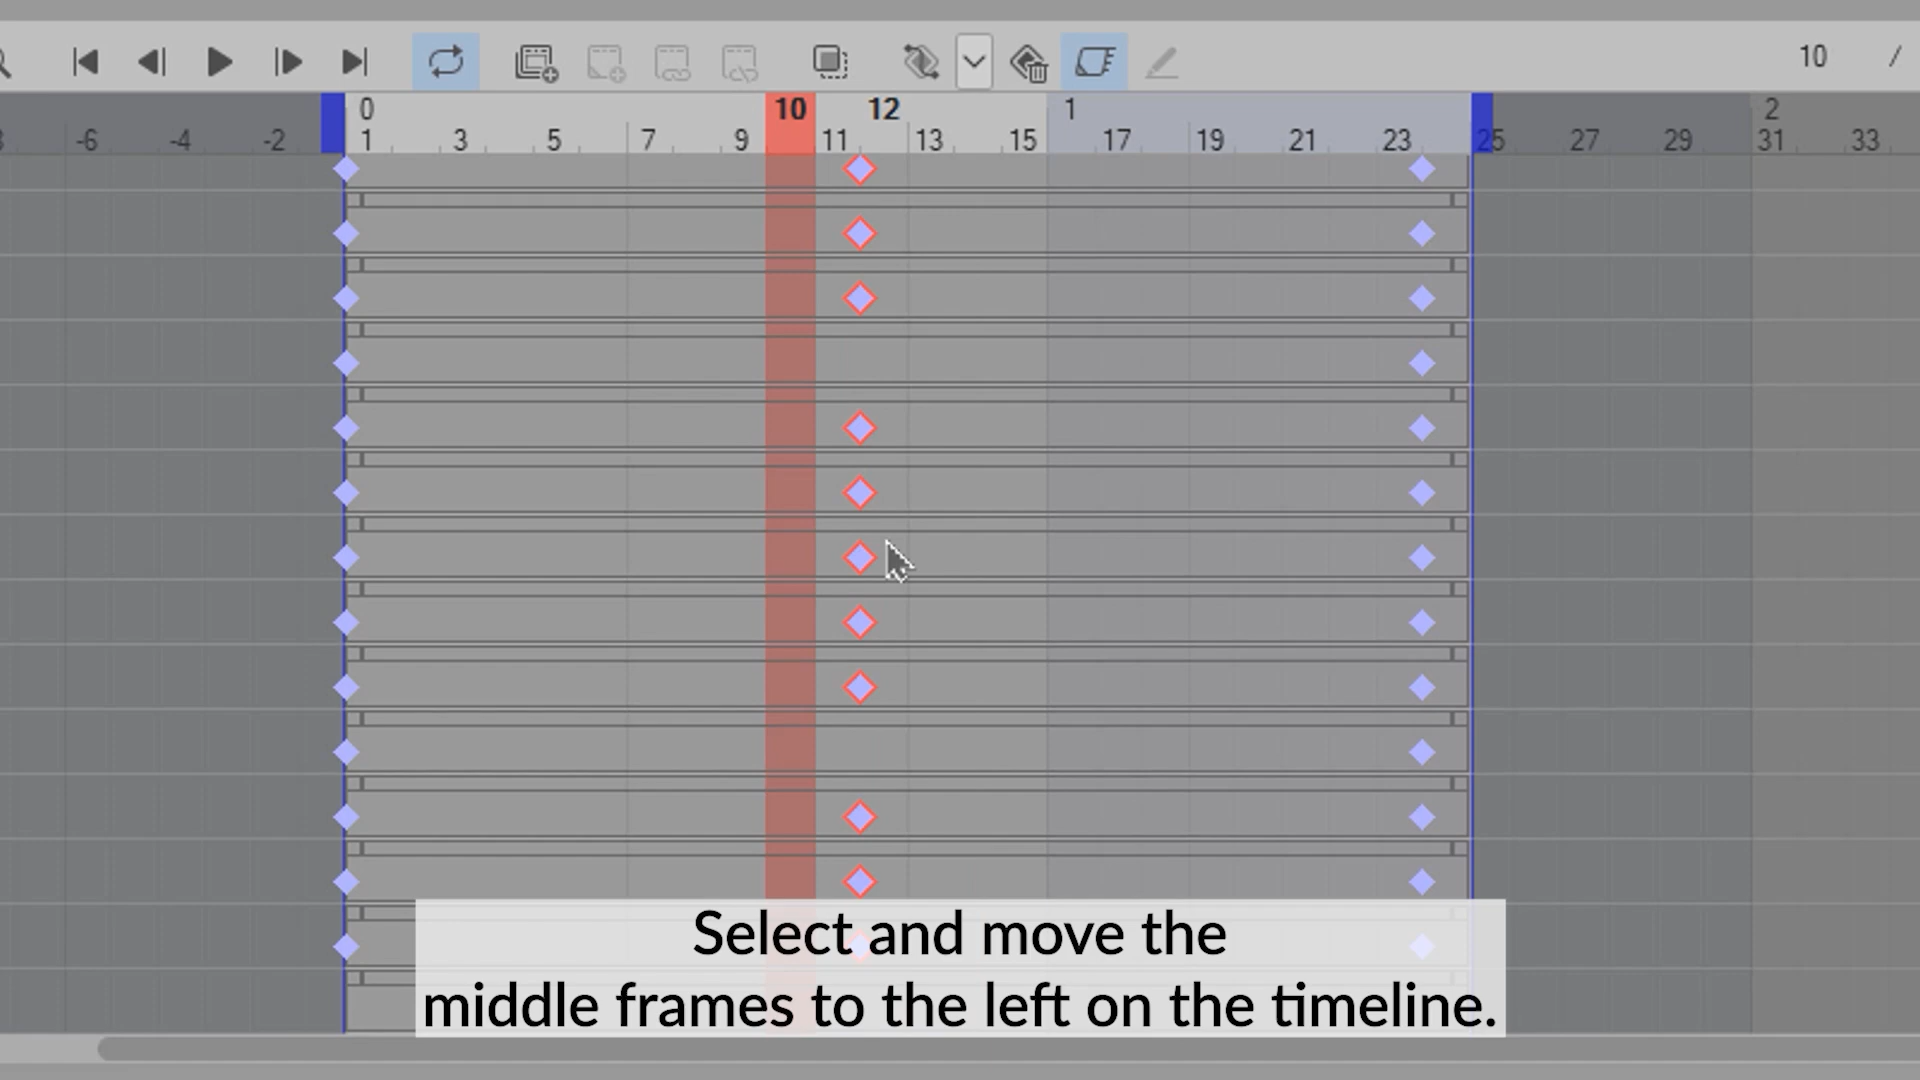 10 /
0 10 12 1 2
-6 -4 -2 1 3 5 7 9 11 13 15 17 19 21 23 25 27 29 31 33
Select and move the
middle frames to the left on the timeline.